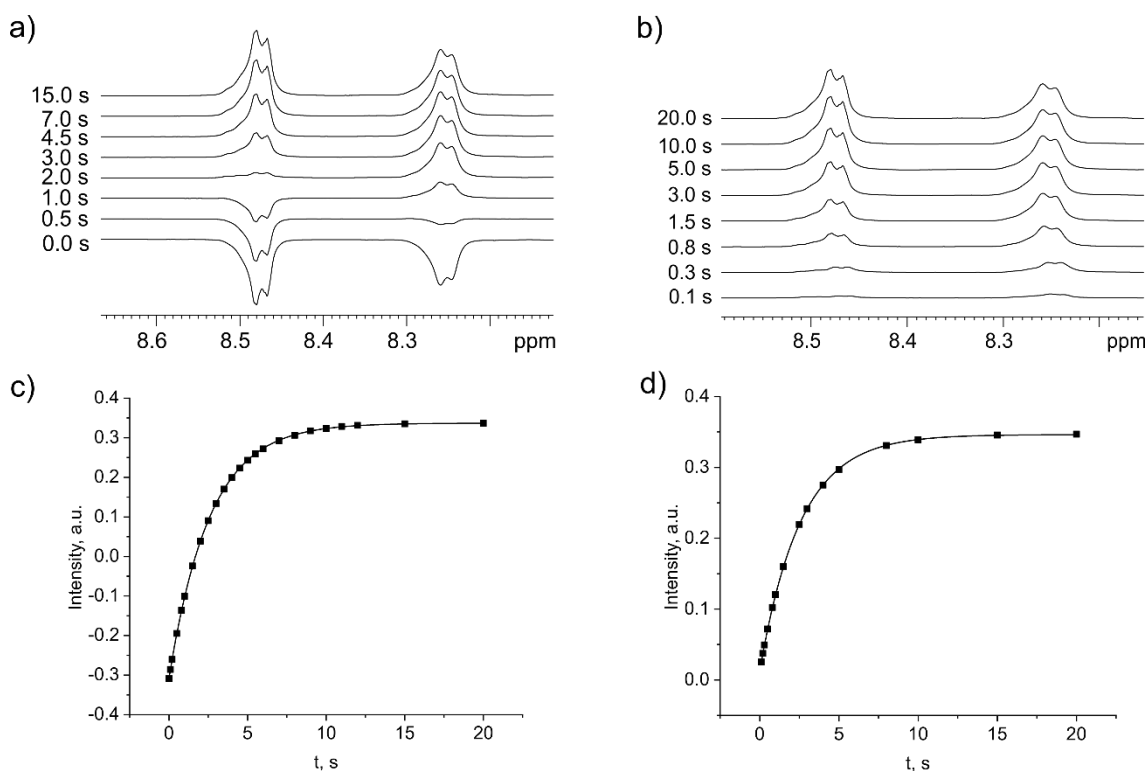 a)
15.0 s
7.0 s
4.5 s
3.0 s
2.0 s
1.0 s
0.5 s
0.0 s
8.6 8.5 8.4 8.3 ppm
b)
20.0 s
10.0 s
5.0 s
3.0 s
1.5 s
0.8 s
0.3 s
0.1 s
8.5 8.4 8.3 ppm
c)
Intensity, a.u.
0.4
0.3
0.2
0.1
0.0
-0.1
-0.2
-0.3
-0.4
0 5 10 15 20
t, s
d)
Intensity, a.u.
0.4
0.3
0.2
0.1
0.0
0 5 10 15 20
t, s